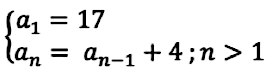 a₁ = 17
aₙ = aₙ₋₁ + 4 ; n > 1